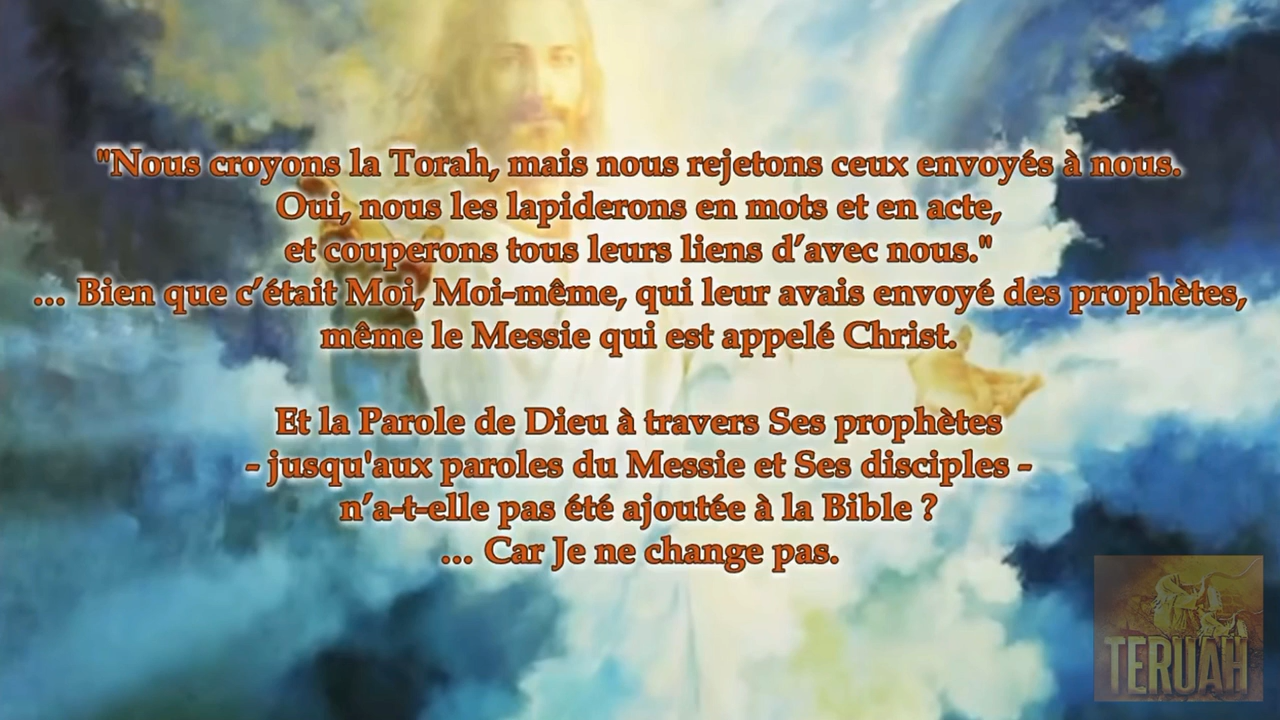 "Nous croyons la Torah, mais nous rejetons ceux envoyés à nous.
Oui, nous les lapiderons en mots et en acte,
et couperons tous leurs liens d’avec nous."
... Bien que c’était Moi, Moi-même, qui leur avais envoyé des prophètes,
même le Messie qui est appelé Christ.
Et la Parole de Dieu à travers Ses prophètes
- jusqu'aux paroles du Messie et Ses disciples -
n’a-t-elle pas été ajoutée à la Bible ?
... Car Je ne change pas.
TERUAH